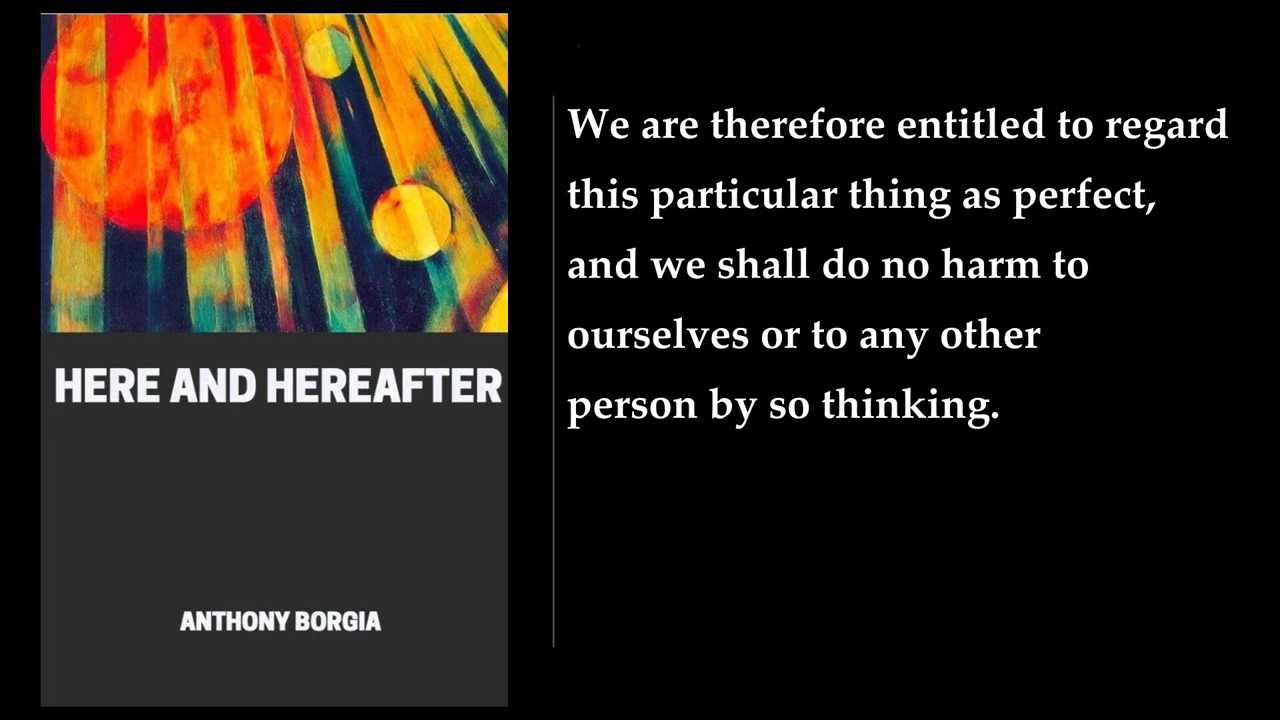 HERE AND HEREAFTER
ANTHONY BORGIA
We are therefore entitled to regard
this particular thing as perfect,
and we shall do no harm to
ourselves or to any other
person by so thinking.